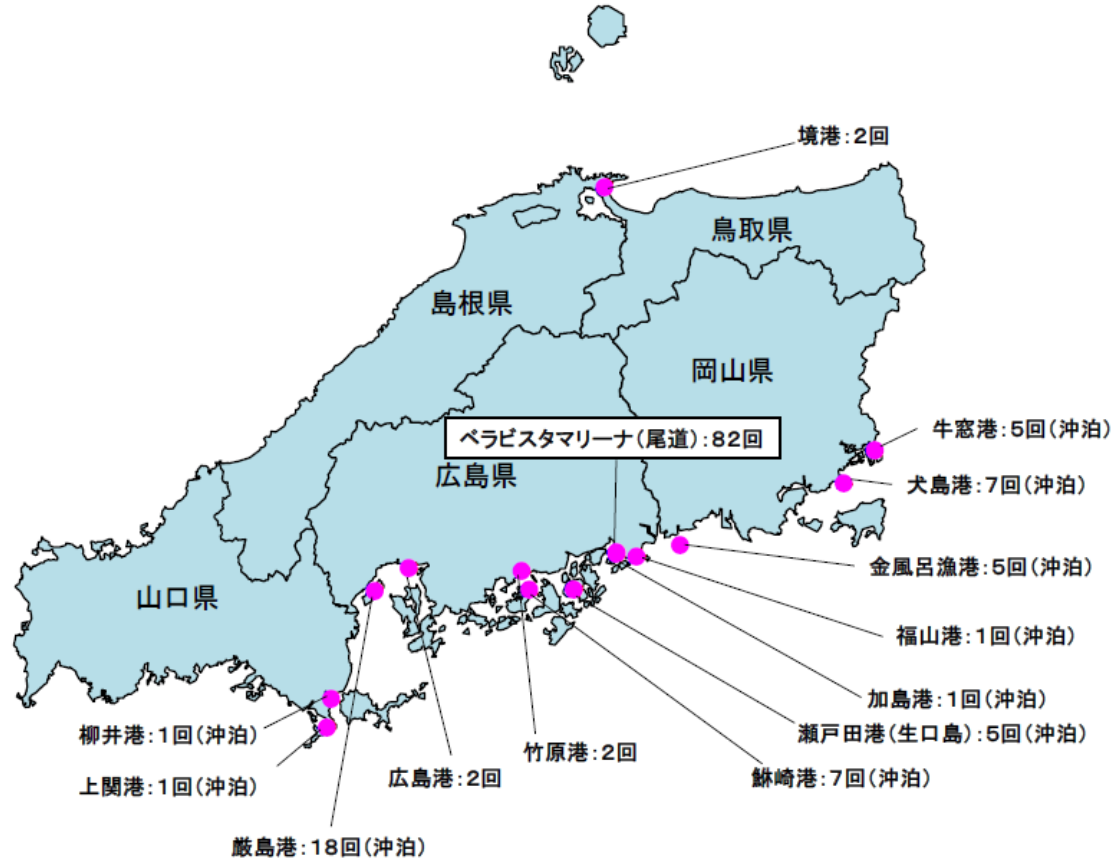 境港:2回
鳥取県
島根県
岡山県
ベラビスタマリーナ(尾道):82回
牛窓港:5回(沖泊)
広島県
犬島港:7回(沖泊)
金風呂漁港:5回(沖泊)
山口県
福山港:1回(沖泊)
加島港:1回(沖泊)
瀬戸田港(生口島):5回(沖泊)
柳井港:1回(沖泊)
竹原港:2回
広島港:2回
鮴崎港:7回(沖泊)
上関港:1回(沖泊)
厳島港:18回(沖泊)